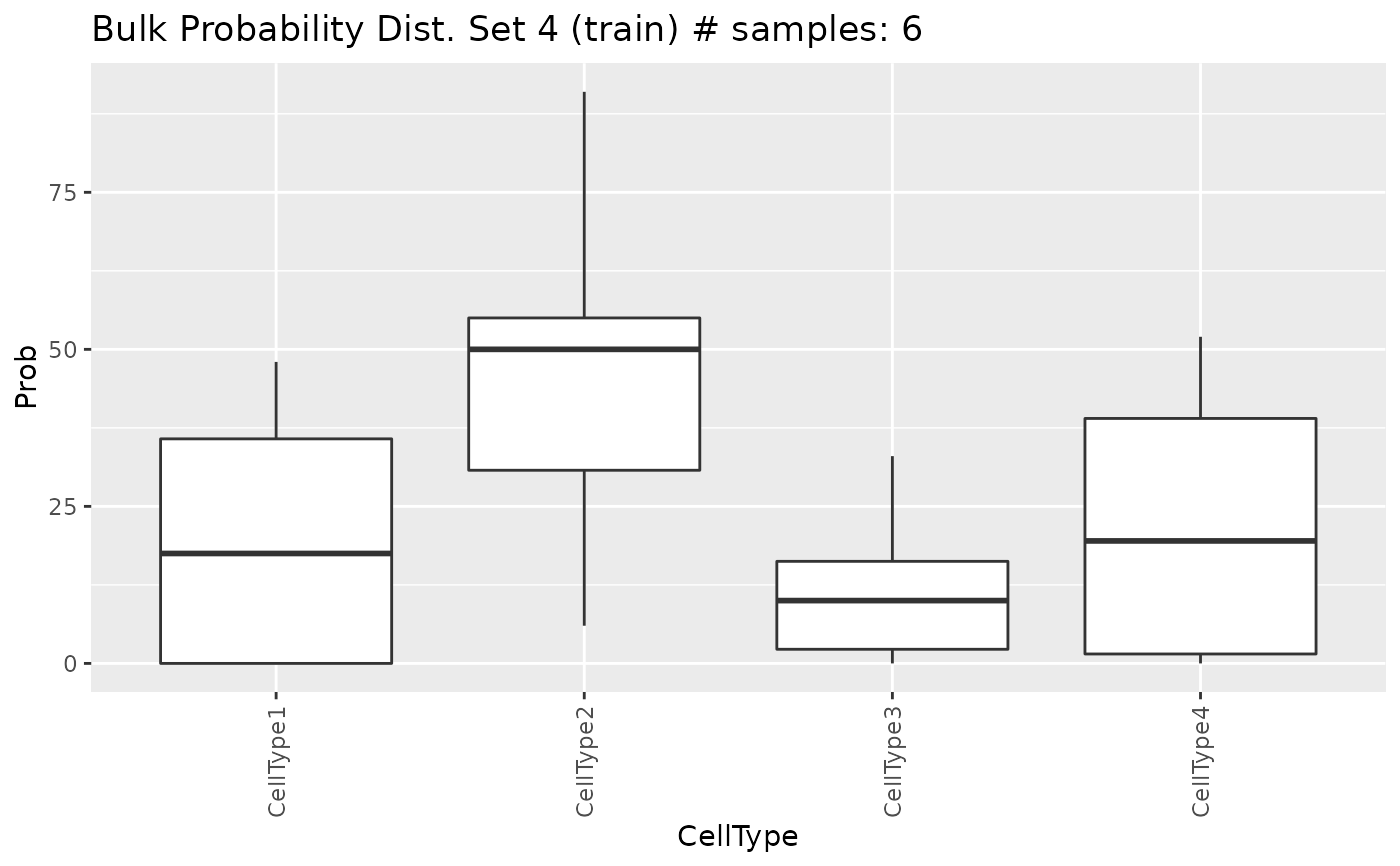 Bulk Probability Dist. Set 4 (train) # samples: 6
Prob
75
50
25
0
CellType1
CellType2
CellType3
CellType4
CellType